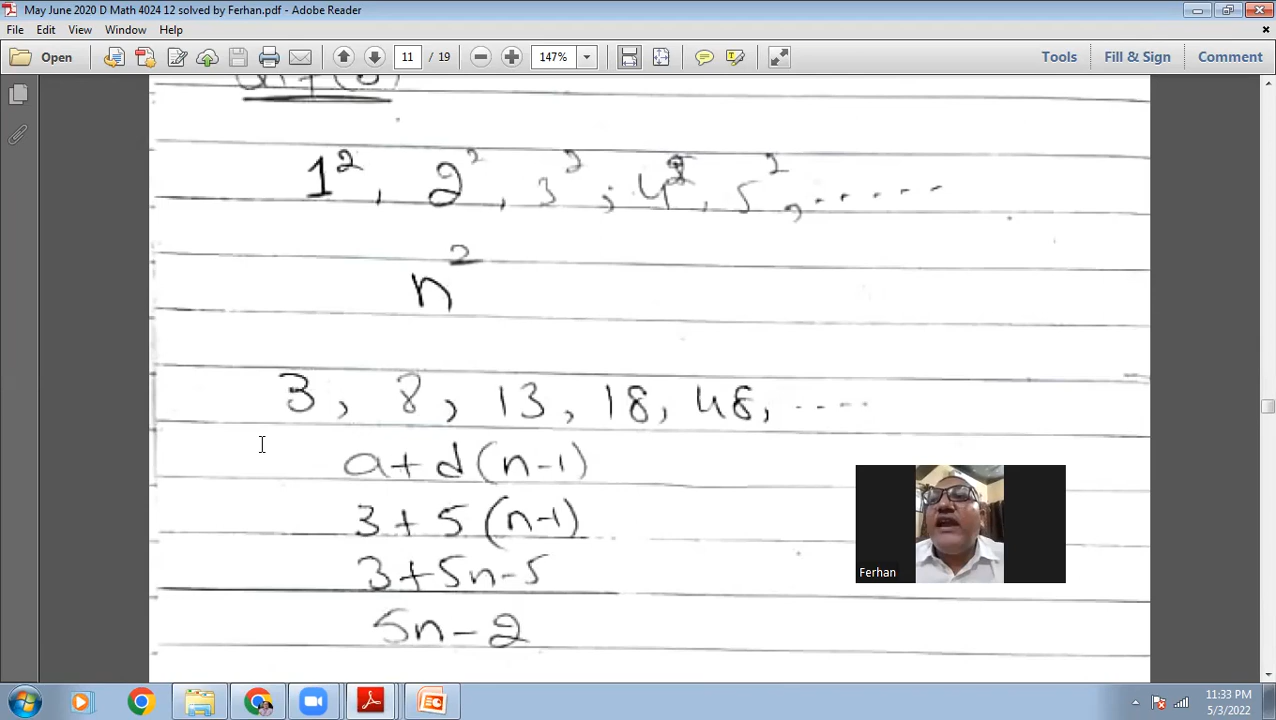 May June 2020 D Math 4024 12 solved by Ferhan.pdf - Adobe Reader
File Edit View Window Help
Open 11 / 19 147% Tools Fill & Sign Comment
1², 2², 3², 4², 5², ......
n²
3, 8, 13, 18, 48, ....
a+d(n-1)
3+5(n-1)
3+5n-5
5n-2
Ferhan
11:33 PM
5/3/2022